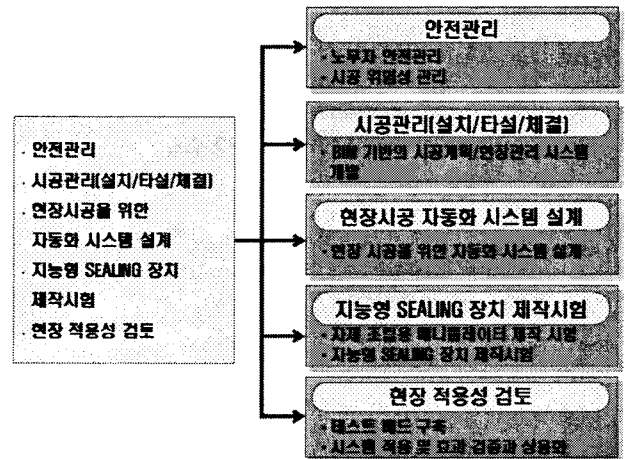 · 안전관리
· 시공관리(설치/타설/체결)
· 현장시공을 위한
자동화 시스템 설계
· 지능형 SEALING 장치
제작시험
· 현장 적용성 검토
안전관리
· 노무자 안전관리
· 시공 위험성 관리
시공관리(설치/타설/체결)
· BIM 기반의 시공계획/현장관리 시스템
개발
현장시공 자동화 시스템 설계
· 현장 시공을 위한 자동화 시스템 설계
지능형 SEALING 장치 제작시험
· 자재 조립용 매니퓰레이터 제작 시험
· 지능형 SEALING 장치 제작시험
현장 적용성 검토
· 테스트 베드 구축
· 시스템 적용 및 효과 검증과 상용화